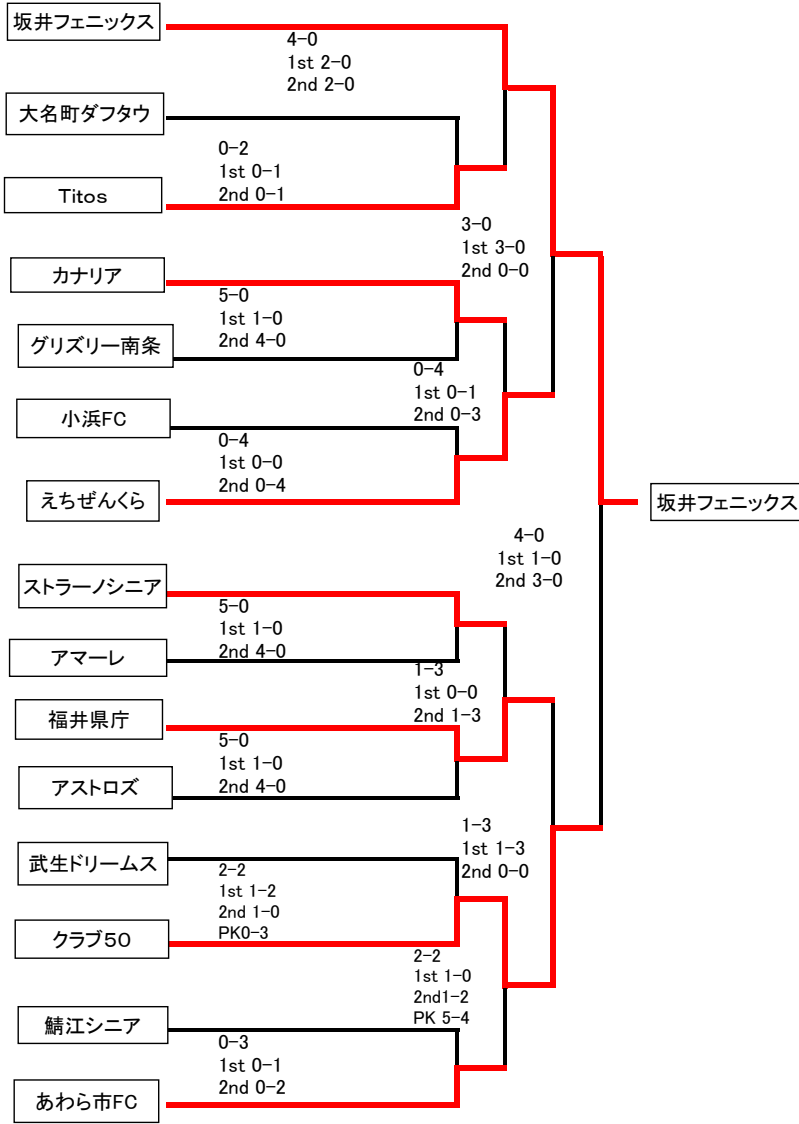 坂井フェニックス
4-0
1st 2-0
2nd 2-0
大名町ダフタウ
0-2
1st 0-1
2nd 0-1
Titos
3-0
1st 3-0
2nd 0-0
カナリア
5-0
1st 1-0
2nd 4-0
グリズリー南条
0-4
1st 0-1
2nd 0-3
小浜FC
0-4
1st 0-0
2nd 0-4
えちぜんくら
坂井フェニックス
4-0
1st 1-0
2nd 3-0
ストラーノシニア
5-0
1st 1-0
2nd 4-0
アマーレ
1-3
1st 0-0
2nd 1-3
福井県庁
5-0
1st 1-0
2nd 4-0
アストロズ
1-3
1st 1-3
2nd 0-0
武生ドリームス
2-2
1st 1-2
2nd 1-0
PK0-3
クラブ50
2-2
1st 1-0
2nd1-2
PK 5-4
鯖江シニア
0-3
1st 0-1
2nd 0-2
あわら市FC